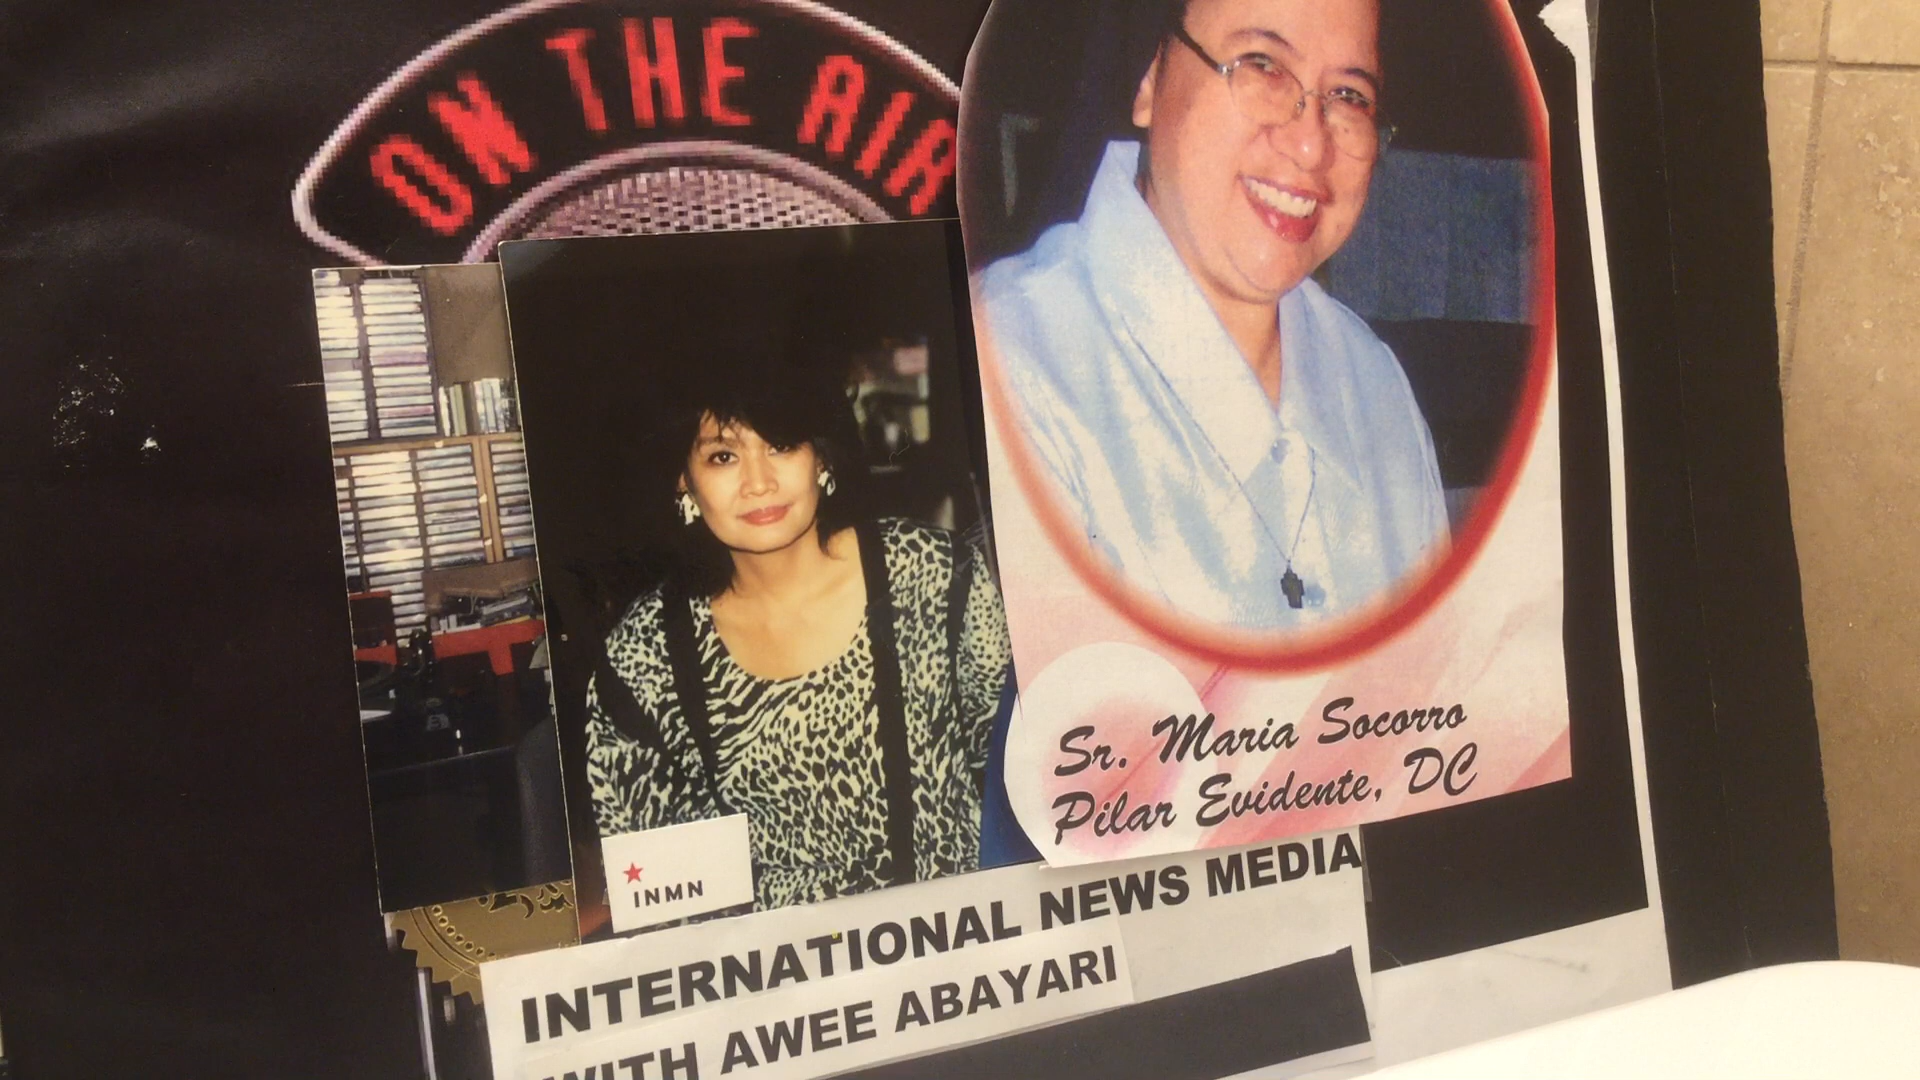 ON THE AIR
Sr. Maria Socorro
Pilar Evidente, DC
INMN
INTERNATIONAL NEWS MEDIA
WITH AWEE ABAYARI